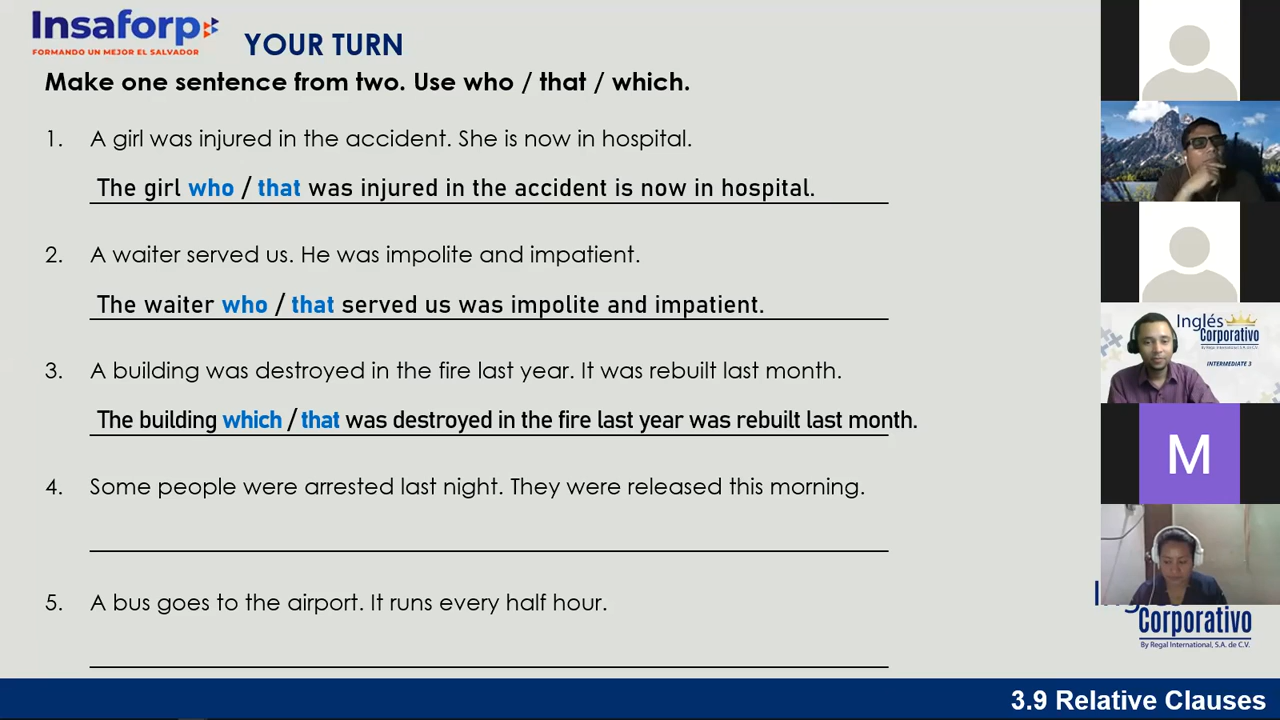 Insaforp
FORMANDO UN MEJOR EL SALVADOR
YOUR TURN
Make one sentence from two. Use who / that / which.
1. A girl was injured in the accident. She is now in hospital.
The girl who / that was injured in the accident is now in hospital.
2. A waiter served us. He was impolite and impatient.
The waiter who / that served us was impolite and impatient.
3. A building was destroyed in the fire last year. It was rebuilt last month.
The building which / that was destroyed in the fire last year was rebuilt last month.
4. Some people were arrested last night. They were released this morning.
5. A bus goes to the airport. It runs every half hour.
Inglés
Corporativo
By Regal International, S.A. de C.V.
INTERMEDIATE 3
M
Corporativo
By Regal International, S.A. de C.V.
3.9 Relative Clauses